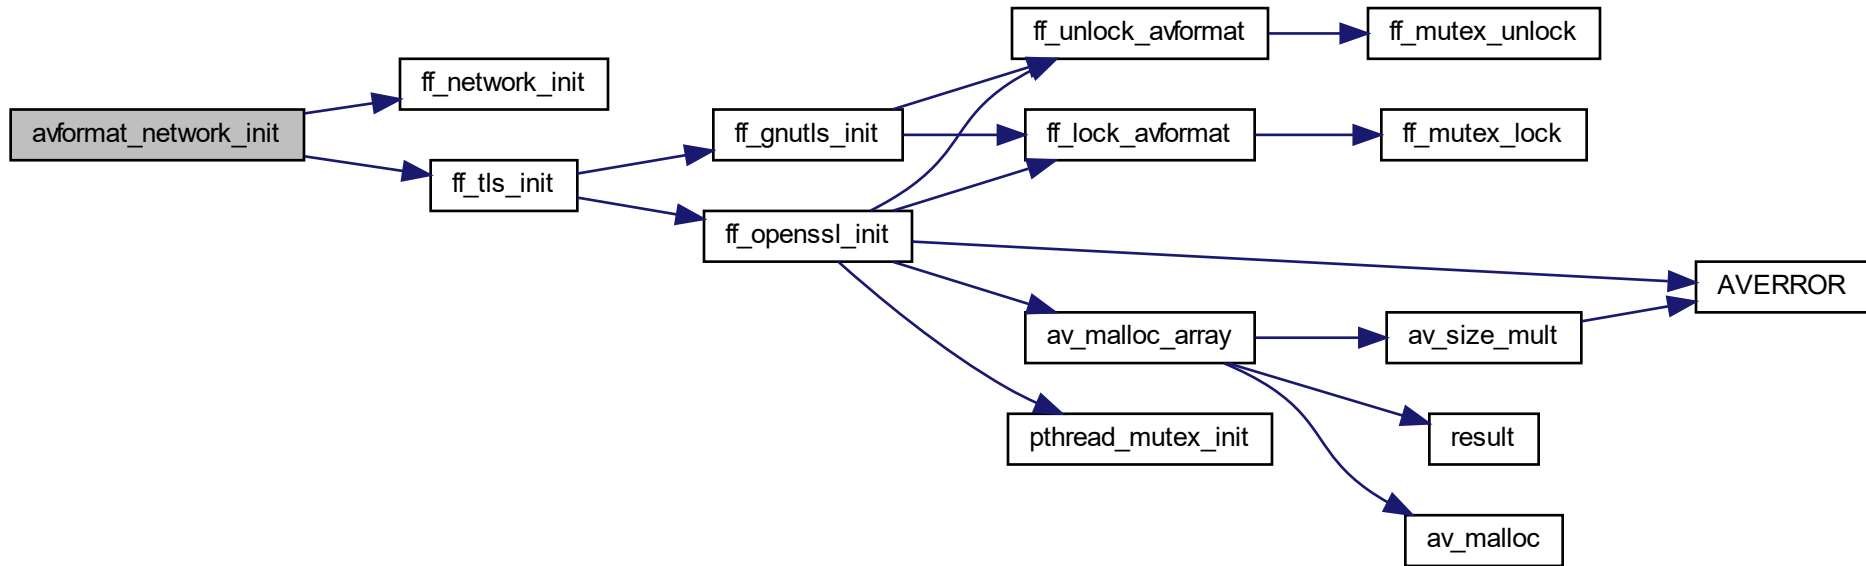 avformat_network_init
ff_network_init
ff_tls_init
ff_gnutls_init
ff_openssl_init
ff_unlock_avformat
ff_lock_avformat
av_malloc_array
pthread_mutex_init
ff_mutex_unlock
ff_mutex_lock
av_size_mult
result
av_malloc
AVERROR